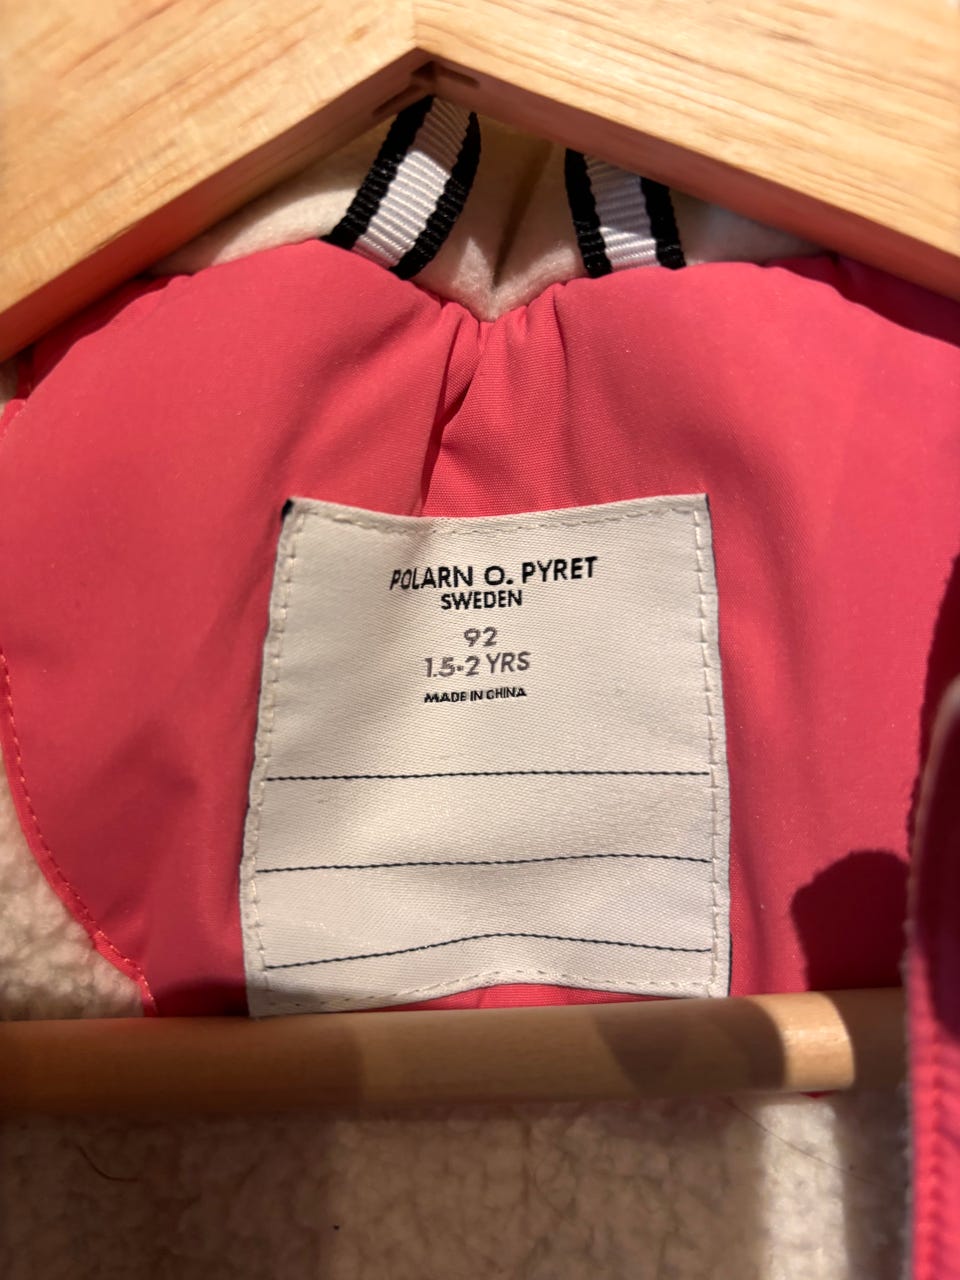 POLARN O. PYRET
SWEDEN
92
1.5-2 YRS
MADE IN CHINA